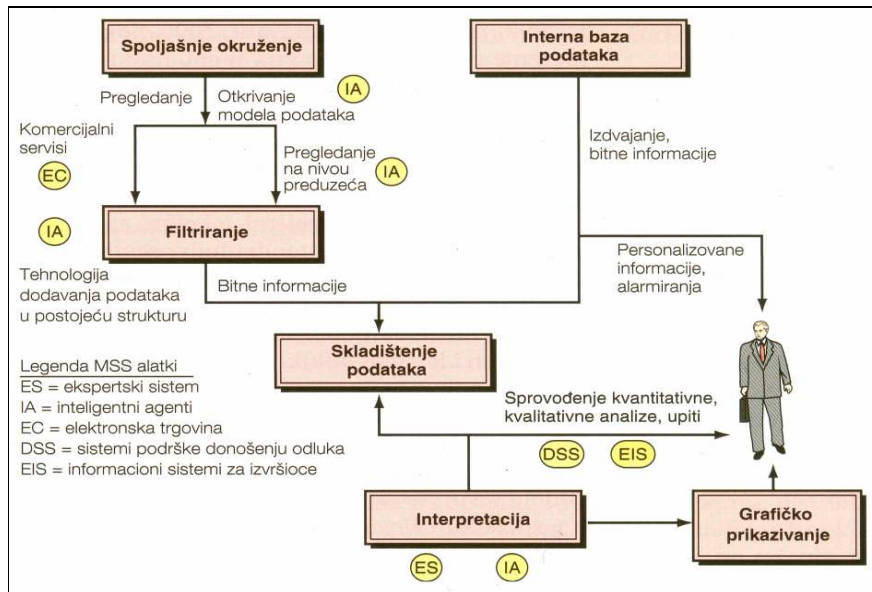 Spoljašnje okruženje
Interna baza
podataka
Pregledanje
Otkrivanje
modela podataka
IA
Komercijalni
servisi
EC
Pregledanje
na nivou
preduzeća
IA
Izdvajanje,
bitne informacije
IA
Filtriranje
Personalizovane
informacije,
alarmiranja
Tehnologija
dodavanja podataka
u postojeću strukturu
Bitne informacije
Skladištenje
podataka
Legenda MSS alatki
ES = ekspertski sistem
IA = inteligentni agenti
EC = elektronska trgovina
DSS = sistemi podrške donošenju odluka
EIS = informacioni sistemi za izvršioce
Sprovođenje kvantitativne,
kvalitativne analize, upiti
DSS
EIS
Interpretacija
Grafičko
prikazivanje
ES
IA